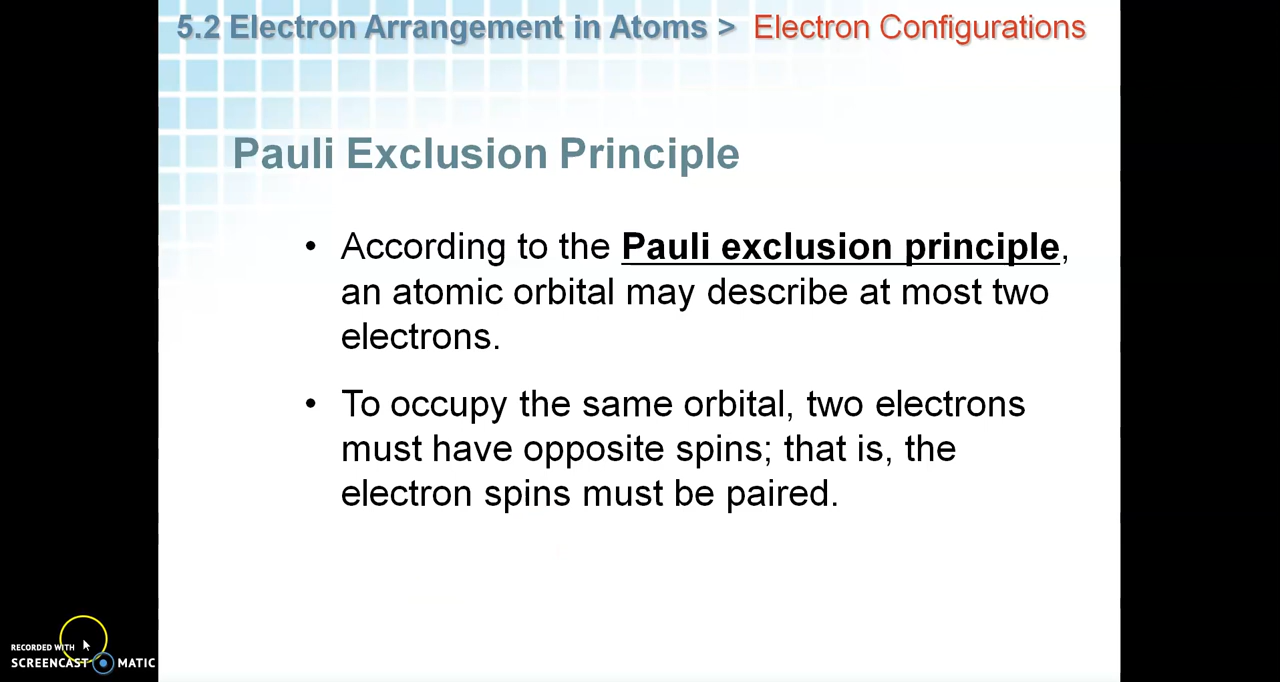 5.2 Electron Arrangement in Atoms > Electron Configurations
Pauli Exclusion Principle
• According to the Pauli exclusion principle,
an atomic orbital may describe at most two
electrons.
• To occupy the same orbital, two electrons
must have opposite spins; that is, the
electron spins must be paired.
RECORDED WITH
SCREENCAST MATIC